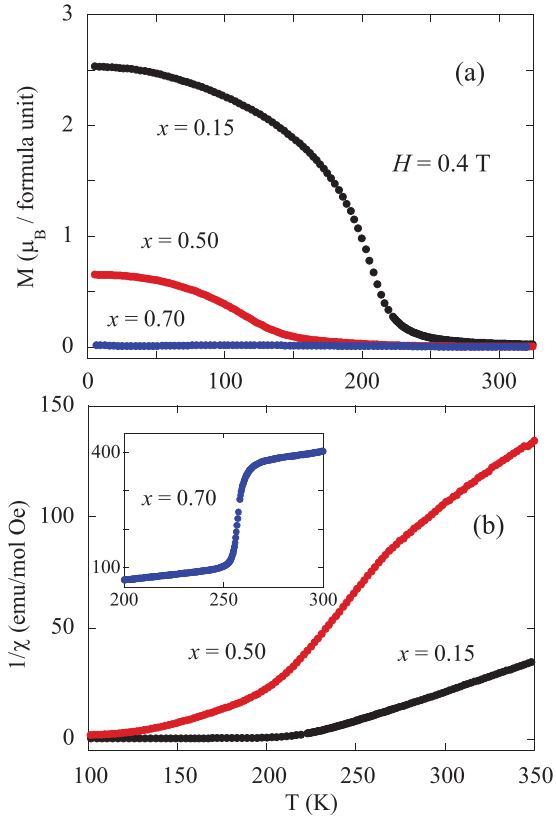 3
(a)
2
x = 0.15
H = 0.4 T
M (μB / formula unit)
1
x = 0.50
x = 0.70
0
0 100 200 300
150
400
x = 0.70
100
(b)
100
200 250 300
1/χ (emu/mol Oe)
50
x = 0.50
x = 0.15
0
100 150 200 250 300 350
T (K)